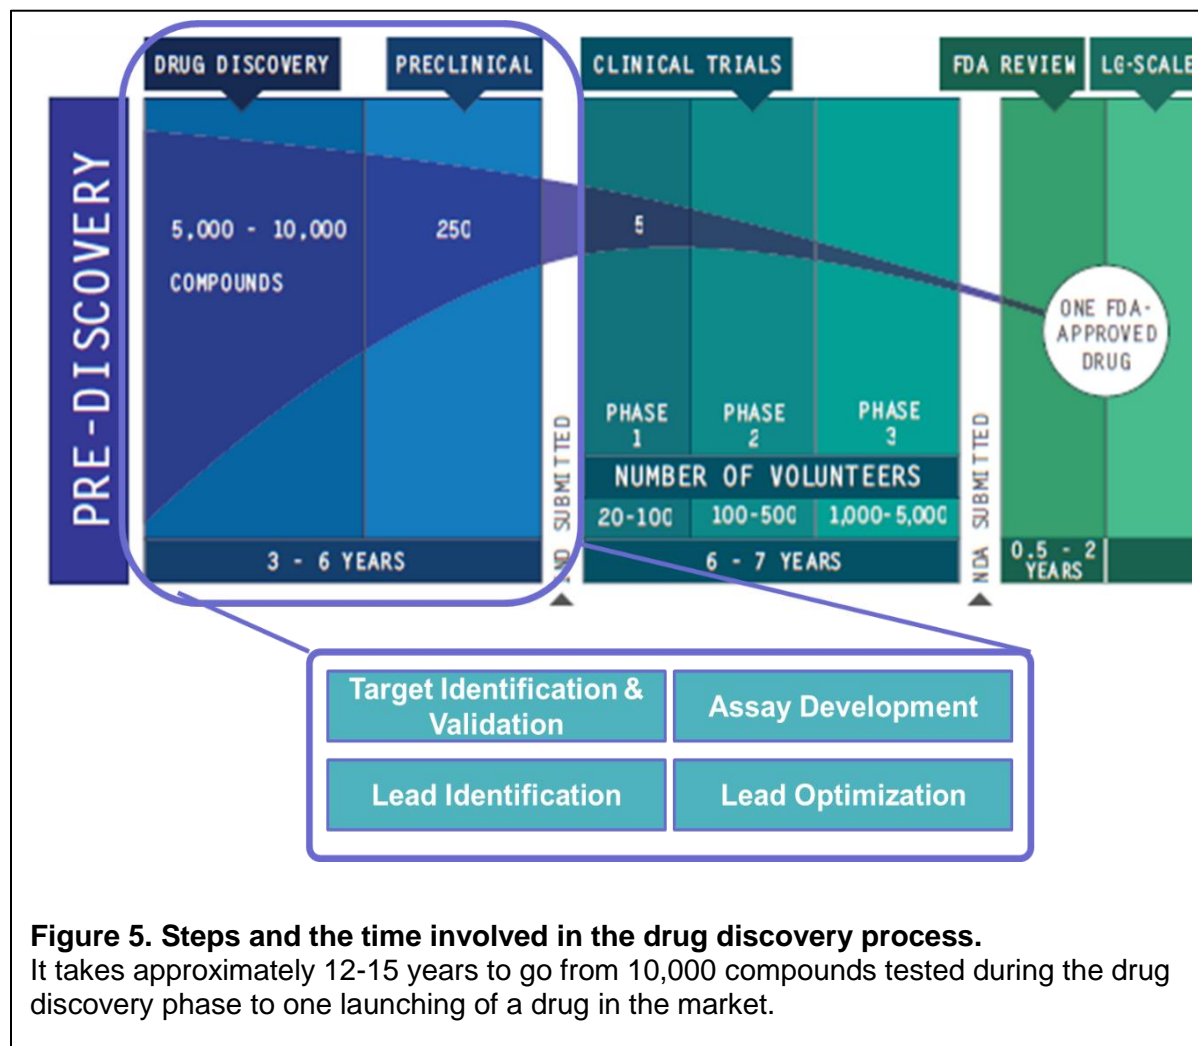 DRUG DISCOVERY
PRECLINICAL
CLINICAL TRIALS
FDA REVIEW
LG-SCALE
PRE-DISCOVERY
5,000 - 10,000
COMPOUNDS
250
5
ONE FDA-
APPROVED
DRUG
PHASE
1
PHASE
2
PHASE
3
NUMBER OF VOLUNTEERS
20-100
100-500
1,000-5,000
3 - 6 YEARS
IND SUBMITTED
6 - 7 YEARS
NDA SUBMITTED
0.5 - 2
YEARS
Target Identification &
Validation
Assay Development
Lead Identification
Lead Optimization
Figure 5. Steps and the time involved in the drug discovery process.
It takes approximately 12-15 years to go from 10,000 compounds tested during the drug
discovery phase to one launching of a drug in the market.